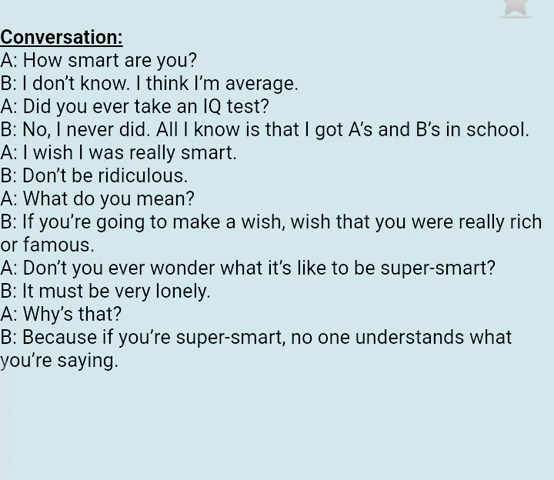 Conversation:
A: How smart are you?
B: I don’t know. I think I’m average.
A: Did you ever take an IQ test?
B: No, I never did. All I know is that I got A’s and B’s in school.
A: I wish I was really smart.
B: Don’t be ridiculous.
A: What do you mean?
B: If you’re going to make a wish, wish that you were really rich
or famous.
A: Don’t you ever wonder what it’s like to be super-smart?
B: It must be very lonely.
A: Why’s that?
B: Because if you’re super-smart, no one understands what
you’re saying.